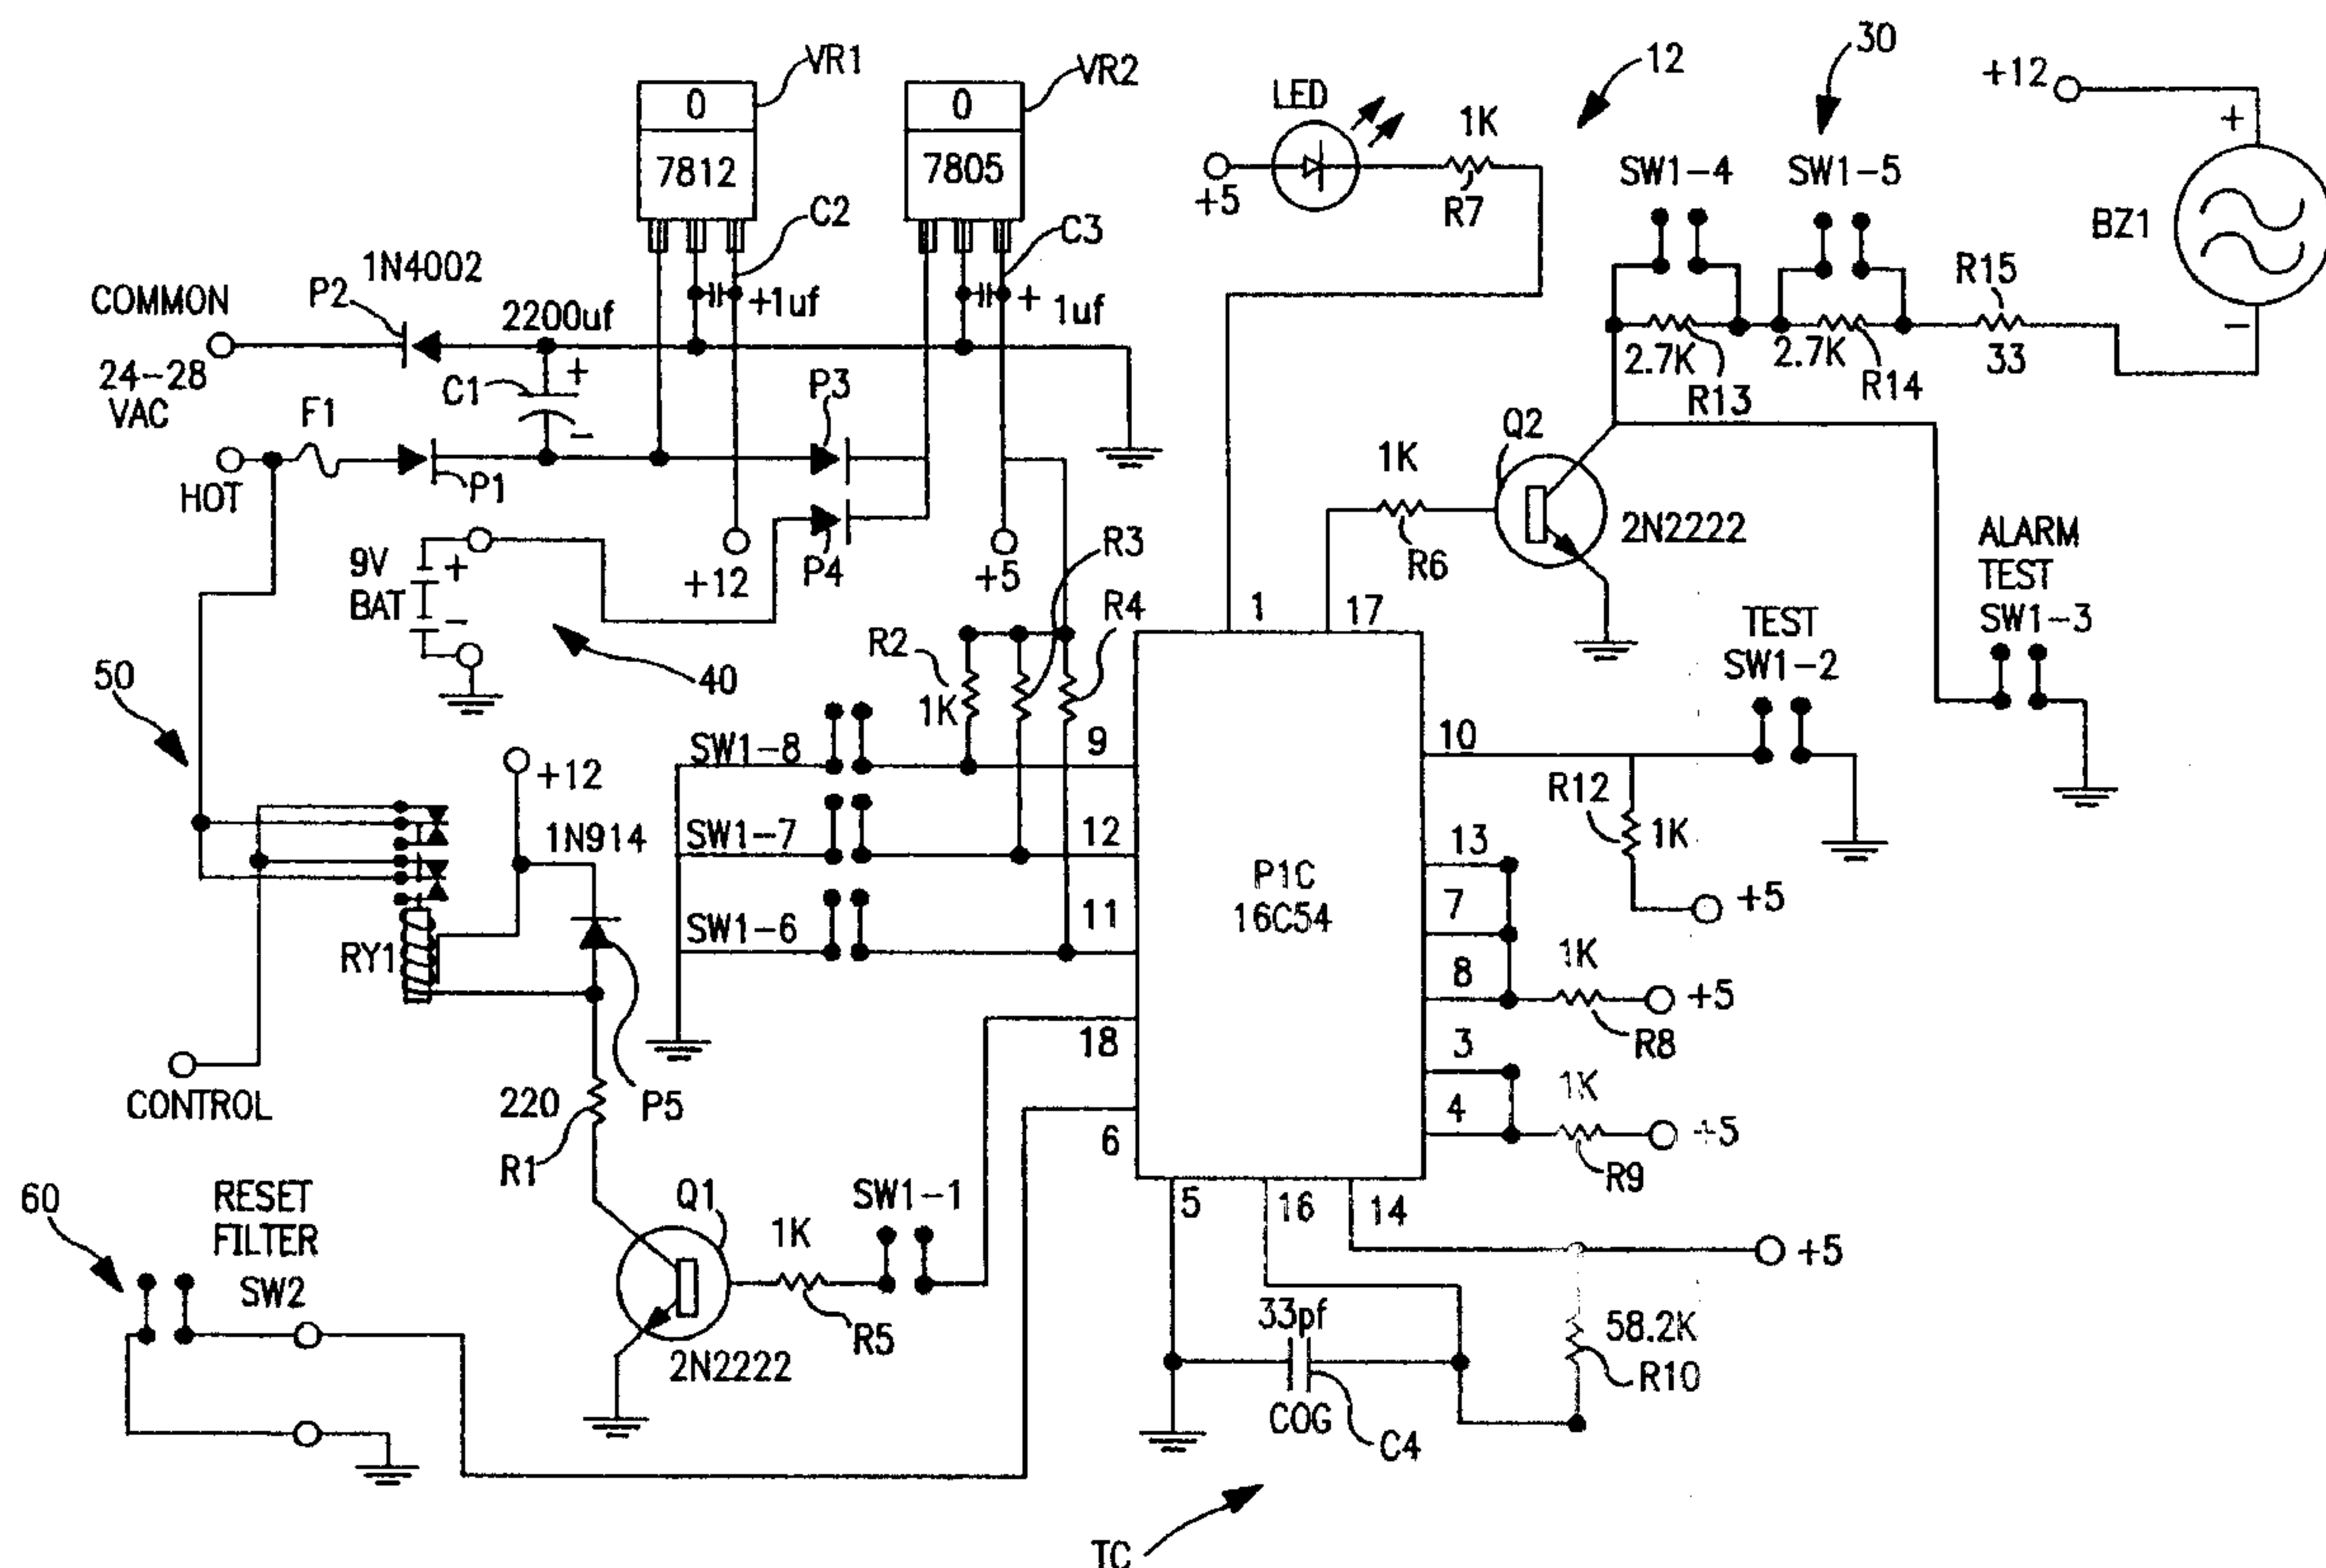 VR1
VR2
12
30
+12
0
0
LED
1K
+
7812
7805
SW1-4
SW1-5
+5
R7
C2
C3
BZ1
1N4002
P2
COMMON
2200uf
+1uf
+
1uf
R15
-
24-28
VAC
C1
+
P3
2.7K
2.7K
33
R14
R13
F1
-
Q2
HOT
P1
1K
9V
BAT
+
-
P4
+12
+5
R3
R6
2N2222
ALARM
TEST
SW1-3
R4
1
17
TEST
SW1-2
50
40
R2
1K
9
10
SW1-8
+12
R12
1K
1N914
SW1-7
12
13
P1C
16C54
7
+5
SW1-6
11
RY1
8
1K
+5
18
3
R8
CONTROL
220
P5
1K
4
+5
6
R1
R9
60
RESET
FILTER
SW2
Q1
SW1-1
5
16
14
1K
+5
R5
33pf
58.2K
2N2222
R10
COG
C4
TC